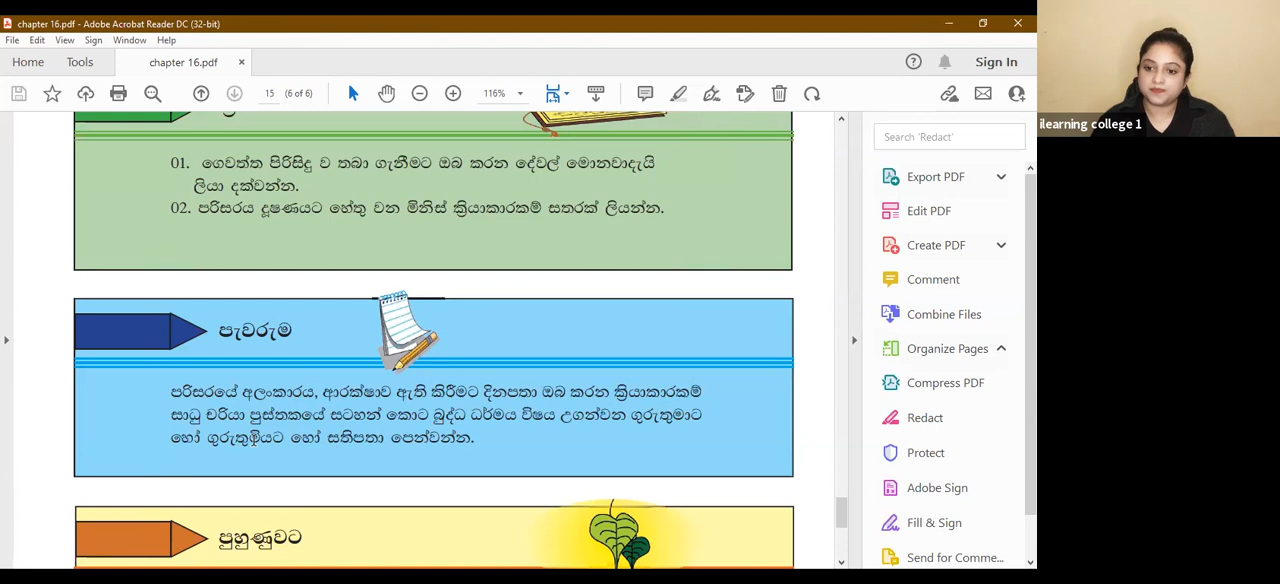 chapter 16.pdf - Adobe Acrobat Reader DC (32-bit)
File Edit View Sign Window Help
Home Tools chapter 16.pdf × Sign In
15 (6 of 6) 116%
ilearning college 1
Search 'Redact'
01. ගෙවත්ත පිරිසිදු ව තබා ගැනීමට ඔබ කරන දේවල් මොනවාදැයි
ලියා දක්වන්න.
02. පරිසරය දූෂණයට හේතු වන මිනිස් ක්‍රියාකාරකම් සතරක් ලියන්න.
පැවරුම
පරිසරයේ අලංකාරය, ආරක්ෂාව ඇති කිරීමට දිනපතා ඔබ කරන ක්‍රියාකාරකම්
සාධු චරියා පුස්තකයේ සටහන් කොට බුද්ධ ධර්මය විෂය උගන්වන ගුරුතුමාට
හෝ ගුරුතුමියට හෝ සතිපතා පෙන්වන්න.
පුහුණුවට
Export PDF
Edit PDF
Create PDF
Comment
Combine Files
Organize Pages
Compress PDF
Redact
Protect
Adobe Sign
Fill & Sign
Send for Comme...